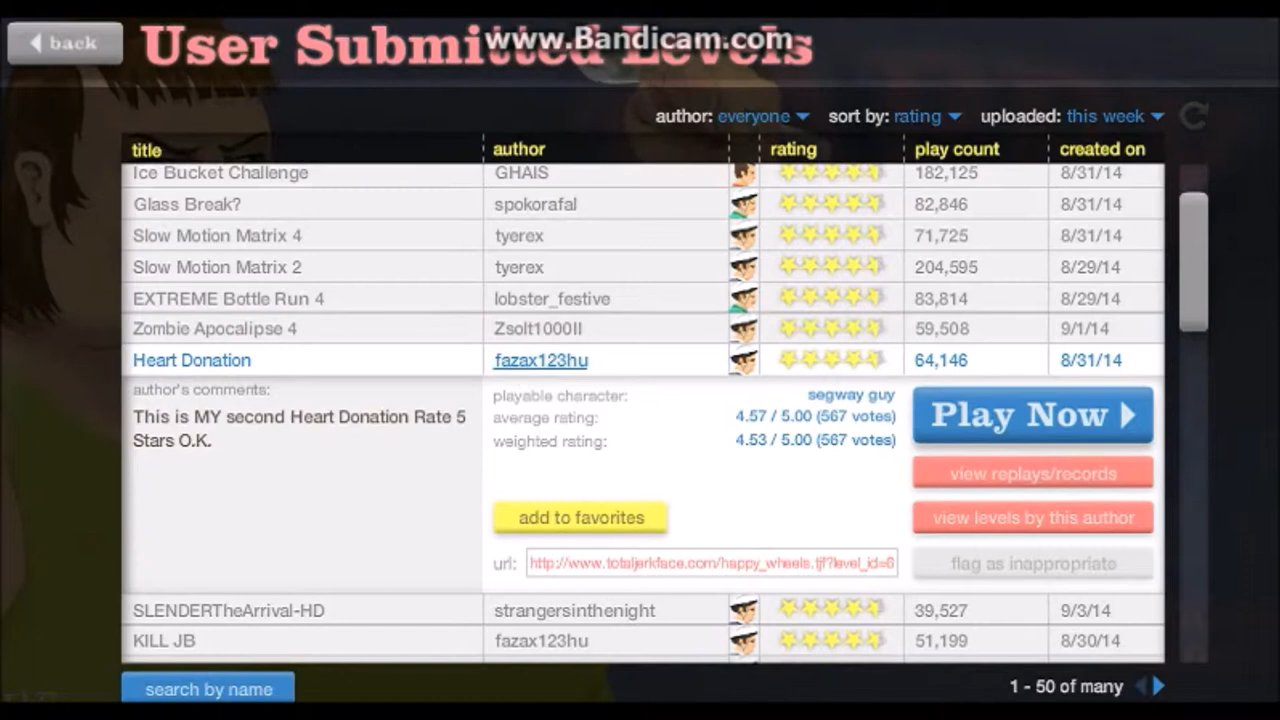 back
User Submitted Levels
www.Bandicam.com
author: everyone sort by: rating uploaded: this week
title author rating play count created on
Ice Bucket Challenge GHAIS 182,125 8/31/14
Glass Break? spokorafal 82,846 8/31/14
Slow Motion Matrix 4 tyerex 71,725 8/31/14
Slow Motion Matrix 2 tyerex 204,595 8/29/14
EXTREME Bottle Run 4 lobster_festive 83,814 8/29/14
Zombie Apocalipse 4 Zsolt1000II 59,508 9/1/14
Heart Donation fazax123hu 64,146 8/31/14
author's comments:
This is MY second Heart Donation Rate 5
Stars O.K.
playable character: segway guy
average rating: 4.57 / 5.00 (567 votes)
weighted rating: 4.53 / 5.00 (567 votes)
add to favorites
url: http://www.totaljerkface.com/happy_wheels.tjf?level_id=6
Play Now
view replays/records
view levels by this author
flag as inappropriate
SLENDERTheArrival-HD strangersinthenight 39,527 9/3/14
KILL JB fazax123hu 51,199 8/30/14
search by name
1 - 50 of many